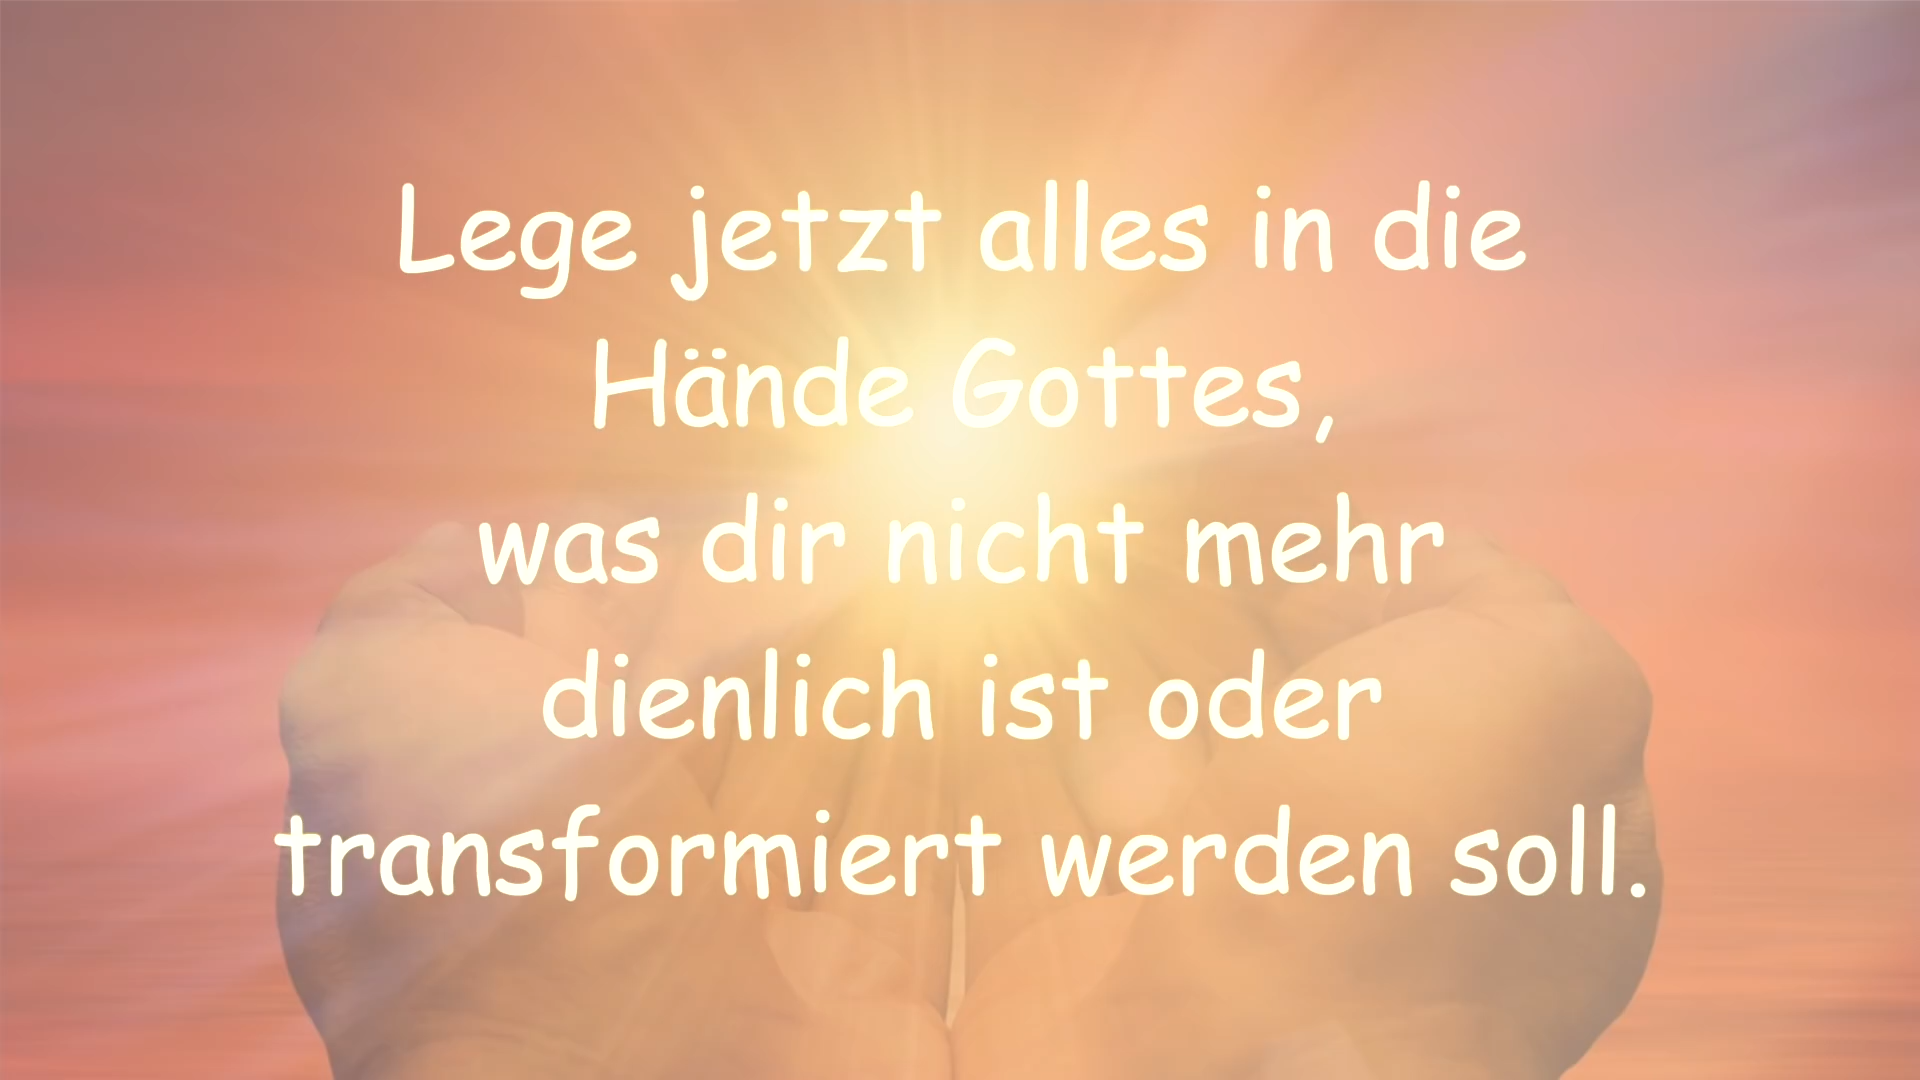 Lege jetzt alles in die
Hände Gottes,
was dir nicht mehr
dienlich ist oder
transformiert werden soll.